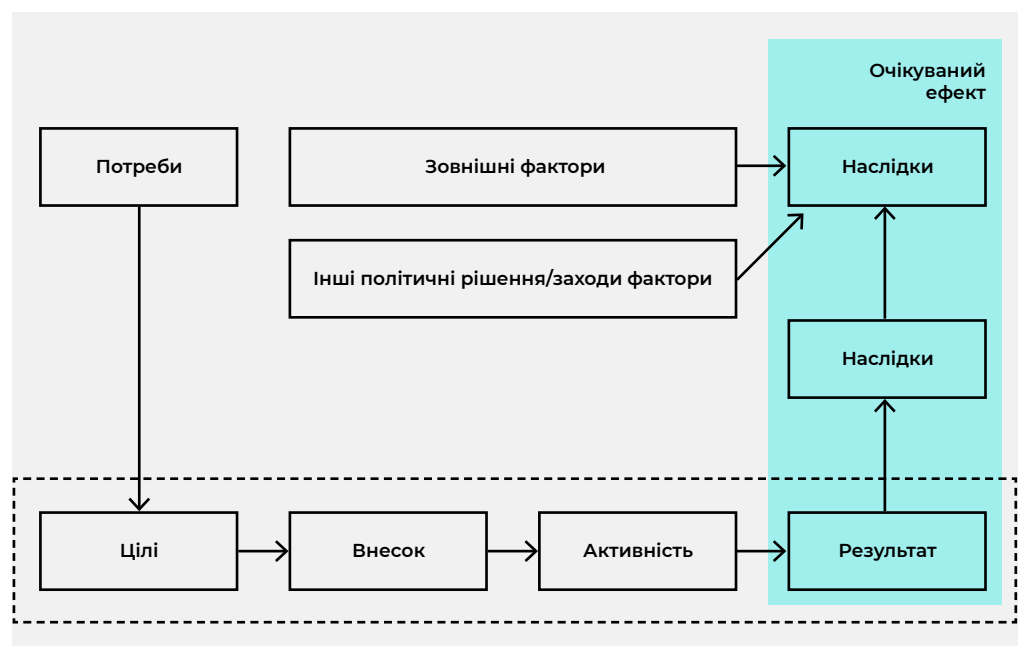 Очікуваний
ефект
Потреби
Зовнішні фактори
Наслідки
Інші політичні рішення/заходи фактори
Наслідки
Цілі
Внесок
Активність
Результат